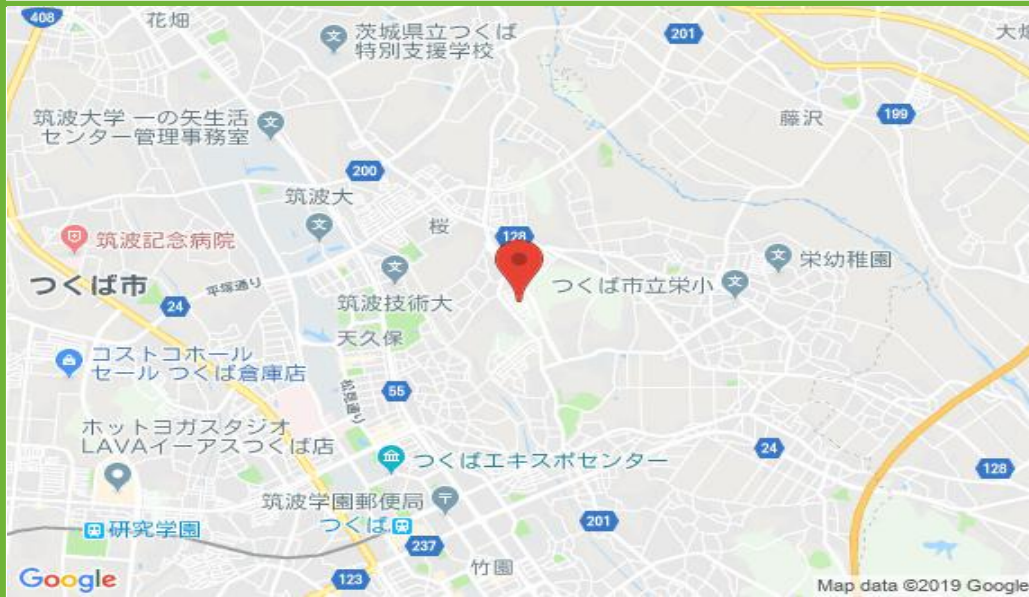 408
花畑
茨城県立つくば
特別支援学校
201
大畑
筑波大学 一の矢生活
センター管理事務室
藤沢
199
200
筑波大
桜
128
筑波記念病院
つくば市
平塚通り
24
筑波技術大
つくば市立栄小
栄幼稚園
天久保
コストコホール
セール つくば倉庫店
55
松見通り
ホットヨガスタジオ
LAVAイーアスつくば店
つくばエキスポセンター
24
128
筑波学園郵便局
つくば
研究学園
201
237
竹園
123
Google
Map data ©2019 Google